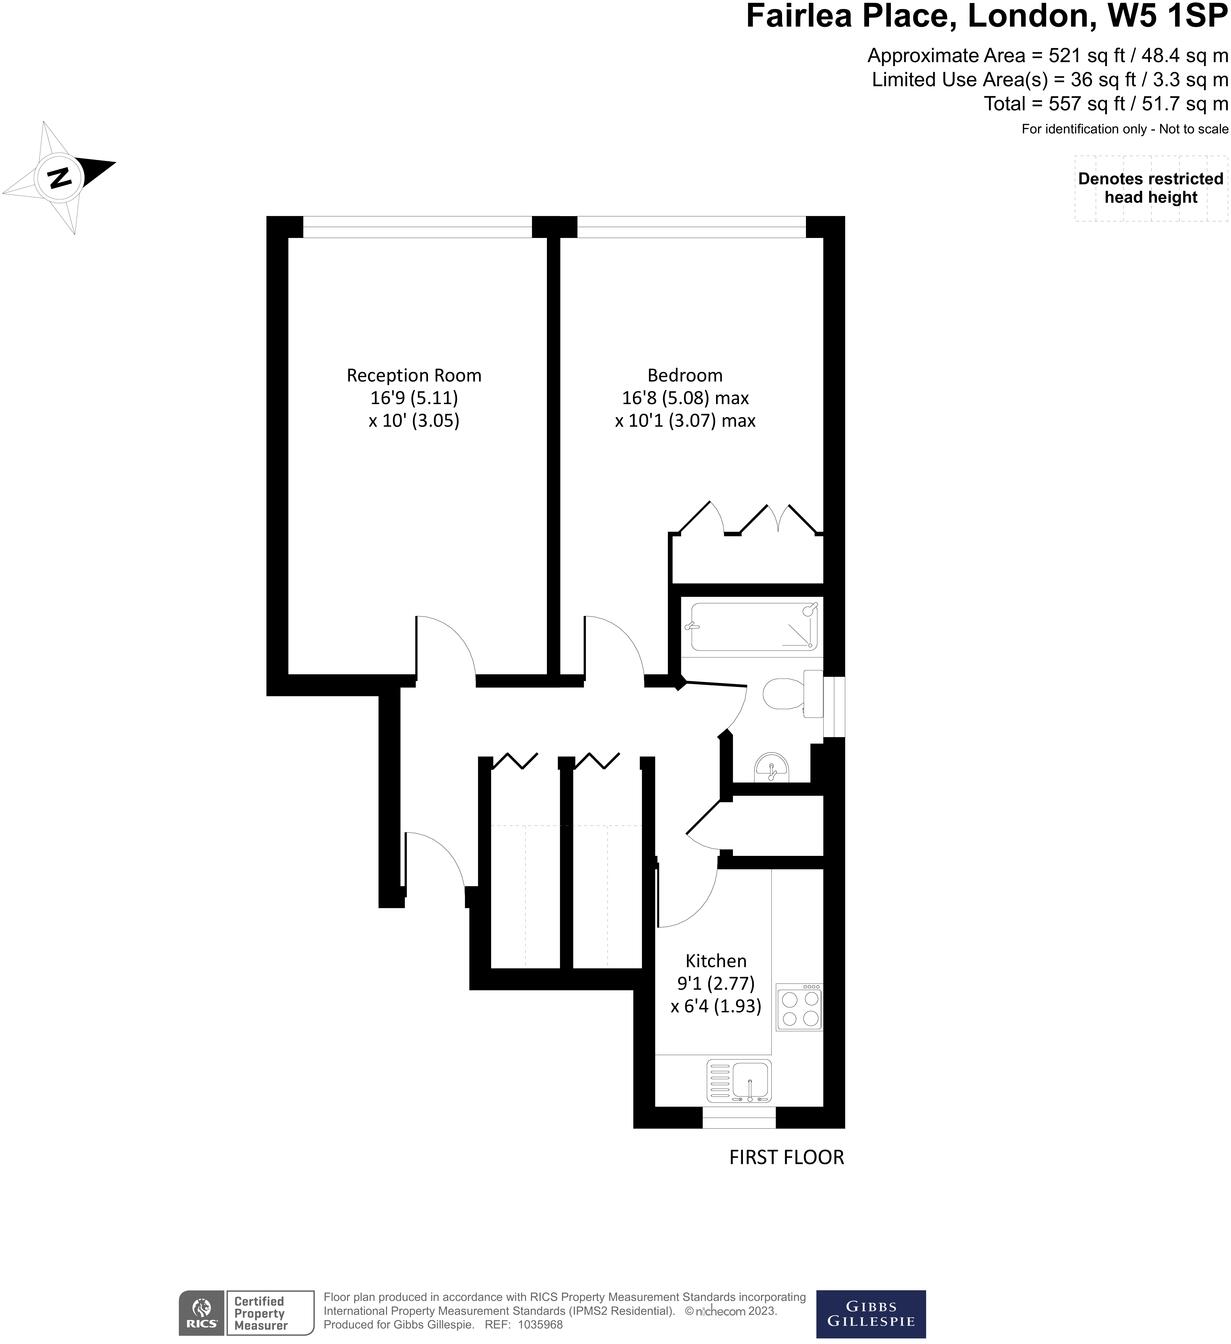 Fairlea Place, London, W5 1SP
Approximate Area = 521 sq ft / 48.4 sq m
Limited Use Area(s) = 36 sq ft / 3.3 sq m
Total = 557 sq ft / 51.7 sq m
For identification only - Not to scale
N
Denotes restricted
head height
Reception Room
16'9 (5.11)
x 10' (3.05)
Bedroom
16'8 (5.08) max
x 10'1 (3.07) max
Kitchen
9'1 (2.77)
x 6'4 (1.93)
FIRST FLOOR
RICS
Certified
Property
Measurer
Floor plan produced in accordance with RICS Property Measurement Standards incorporating
International Property Measurement Standards (IPMS2 Residential). © nichecom 2023.
Produced for Gibbs Gillespie. REF: 1035968
GIBBS
GILLESPIE